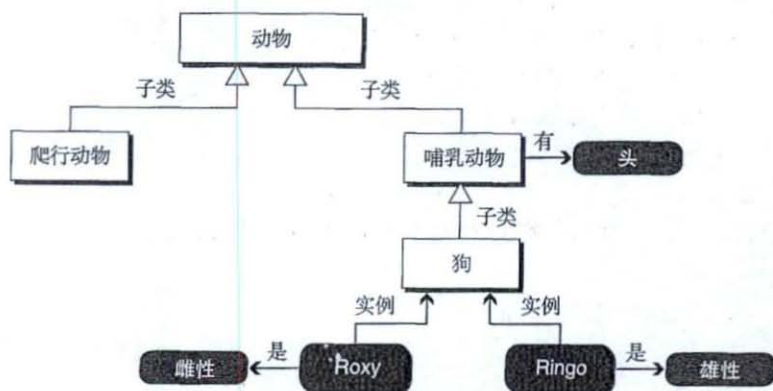 动物
子类 子类
爬行动物 哺乳动物 有 头
子类
狗
实例 实例
雌性 是 Roxy Ringo 是 雄性